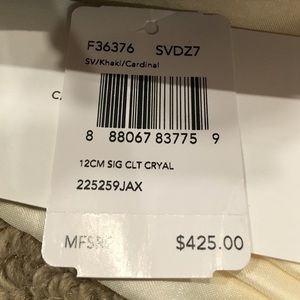 F36376 SVDZ7
SV/Khaki/Cardinal
8 88067 83775 9
12CM SIG CLT CRYAL
225259JAX
$425.00